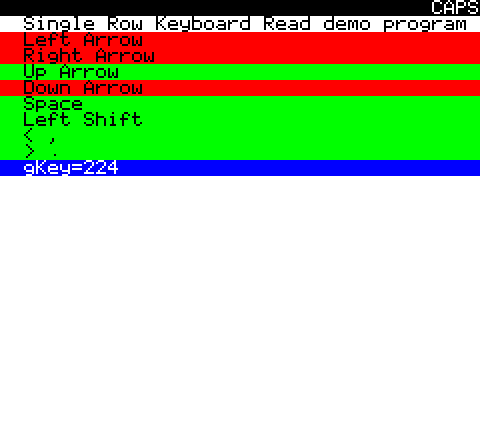 CAPS
Single Row Keyboard Read demo program
Left Arrow
Right Arrow
Up Arrow
Down Arrow
Space
Left Shift
< ,
> .
gKey=224